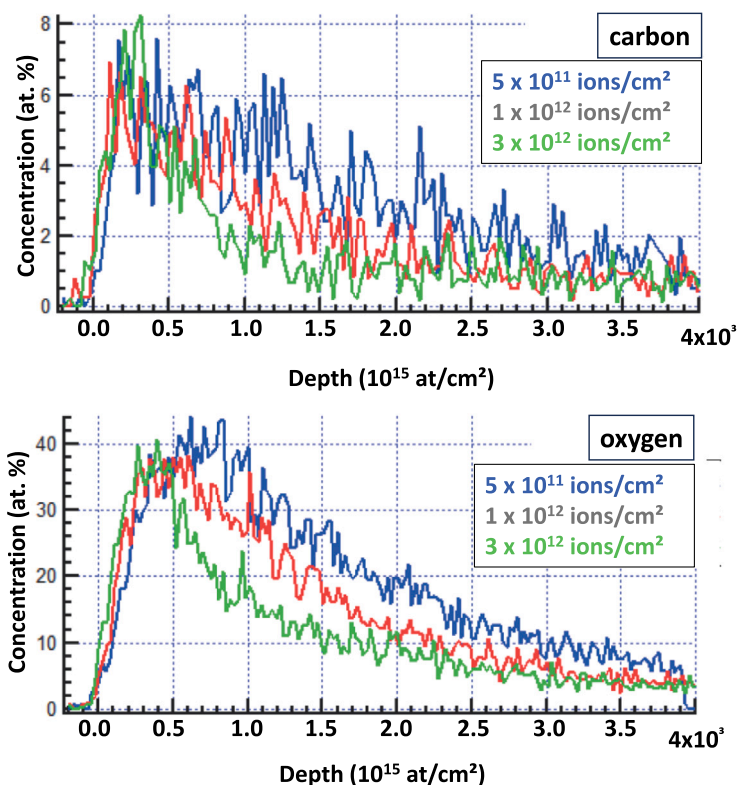 carbon
5 x 10¹¹ ions/cm²
1 x 10¹² ions/cm²
3 x 10¹² ions/cm²
Concentration (at. %)
8
6
4
2
0
0.0 0.5 1.0 1.5 2.0 2.5 3.0 3.5 4x10³
Depth (10¹⁵ at/cm²)
oxygen
5 x 10¹¹ ions/cm²
1 x 10¹² ions/cm²
3 x 10¹² ions/cm²
Concentration (at. %)
40
30
20
10
0
0.0 0.5 1.0 1.5 2.0 2.5 3.0 3.5 4x10³
Depth (10¹⁵ at/cm²)